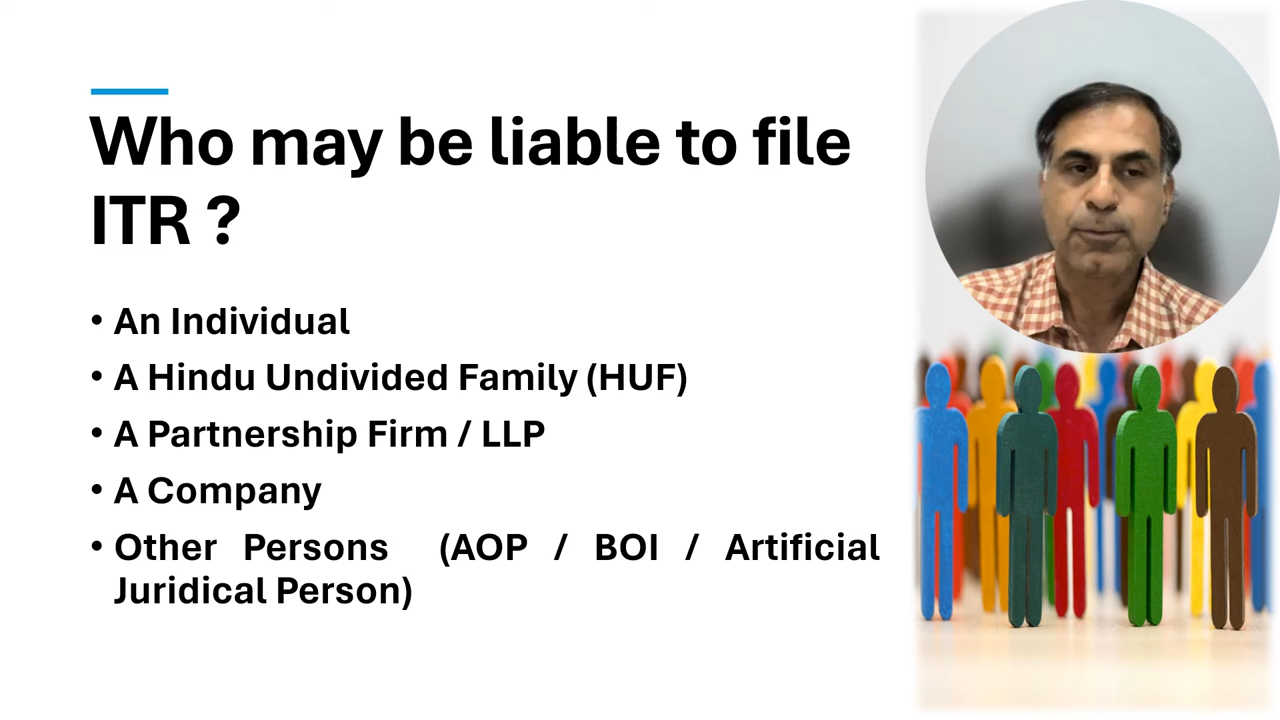 Who may be liable to file
ITR ?
• An Individual
• A Hindu Undivided Family (HUF)
• A Partnership Firm / LLP
• A Company
• Other Persons (AOP / BOI / Artificial
Juridical Person)